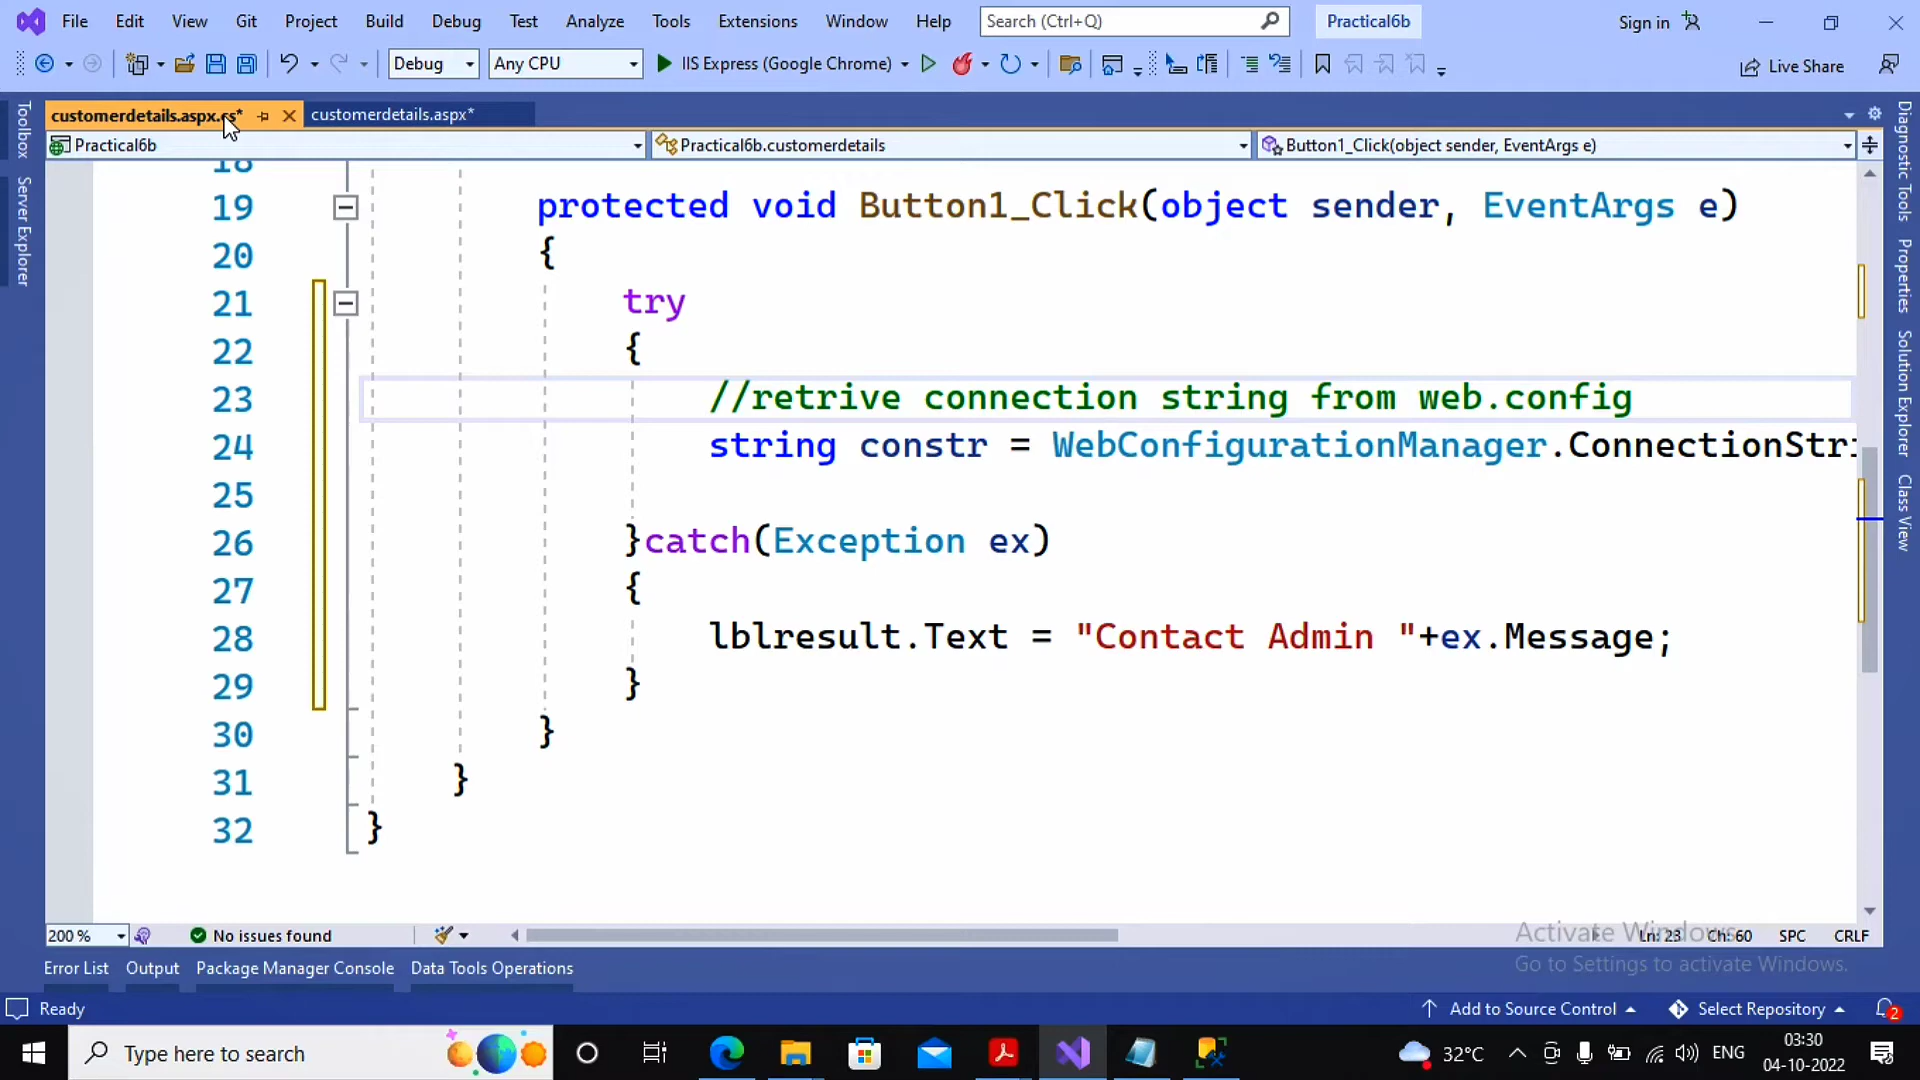 File Edit View Git Project Build Debug Test Analyze Tools Extensions Window Help Search (Ctrl+Q) Practical6b Sign in
Debug Any CPU IIS Express (Google Chrome) Live Share
customerdetails.aspx.cs* customerdetails.aspx*
Practical6b Practical6b.customerdetails Button1_Click(object sender, EventArgs e)
Toolbox
Server Explorer
Diagnostic Tools
Properties
Solution Explorer
Class View
18
19 protected void Button1_Click(object sender, EventArgs e)
20 {
21 try
22 {
23 //retrive connection string from web.config
24 string constr = WebConfigurationManager.ConnectionStri
25
26 }catch(Exception ex)
27 {
28 lblresult.Text = "Contact Admin "+ex.Message;
29 }
30 }
31 }
32 }
200 % No issues found Ln: 23 Ch: 60 SPC CRLF
Activate Windows
Go to Settings to activate Windows.
Error List Output Package Manager Console Data Tools Operations
Ready Add to Source Control Select Repository 2
Type here to search 32°C ENG 03:30
04-10-2022